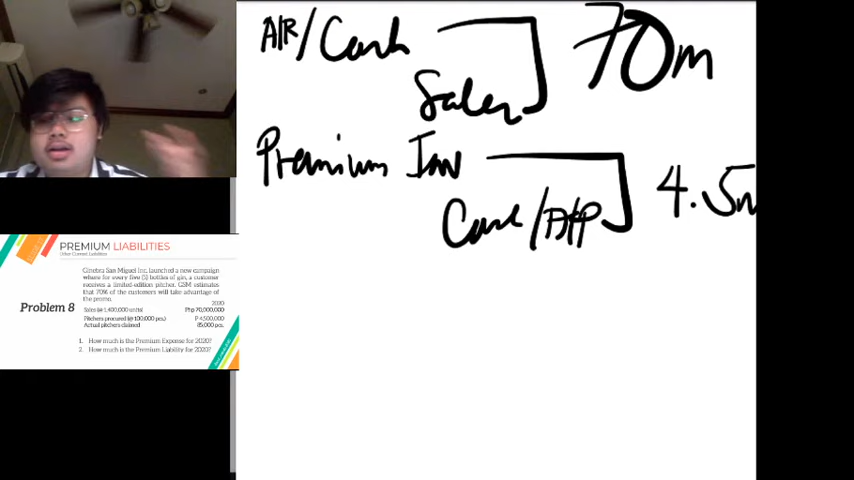 A/R/Cash
Sales
70m
Premium Inv
Cash/A/P
4.5m
PREMIUM LIABILITIES
Other Current Liabilities
Ginebra San Miguel Inc. launched a new campaign
where for every five (5) bottles of gin, a customer
receives a limited-edition pitcher. GSM estimates
that 70% of the customers will take advantage of
the promo.
Problem 8
2020
Sales (@ 1,400,000 units) Php 70,000,000
Pitchers procured (@ 100,000 pcs.) P 4,500,000
Actual pitchers claimed 85,000 pcs.
1. How much is the Premium Expense for 2020?
2. How much is the Premium Liability for 2020?